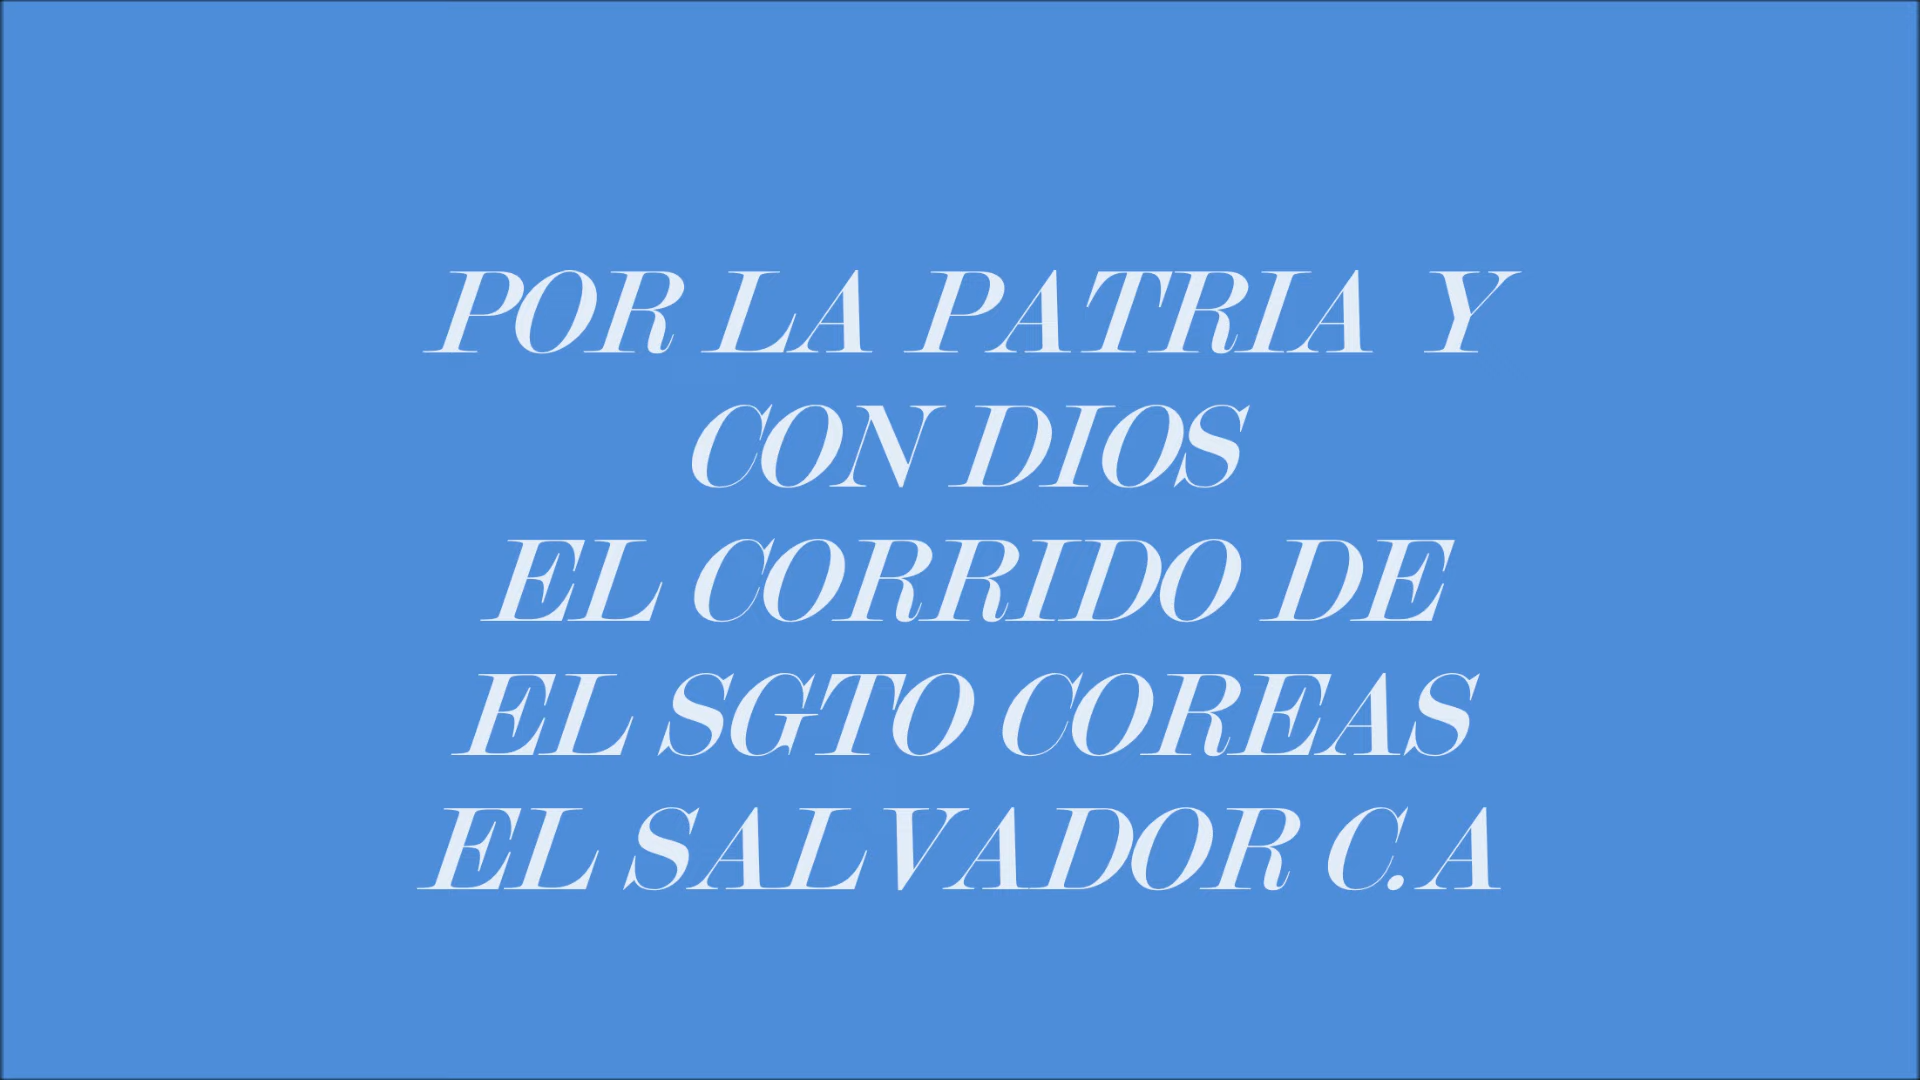 POR LA PATRIA Y
CON DIOS
EL CORRIDO DE
EL SGTO COREAS
EL SALVADOR C.A